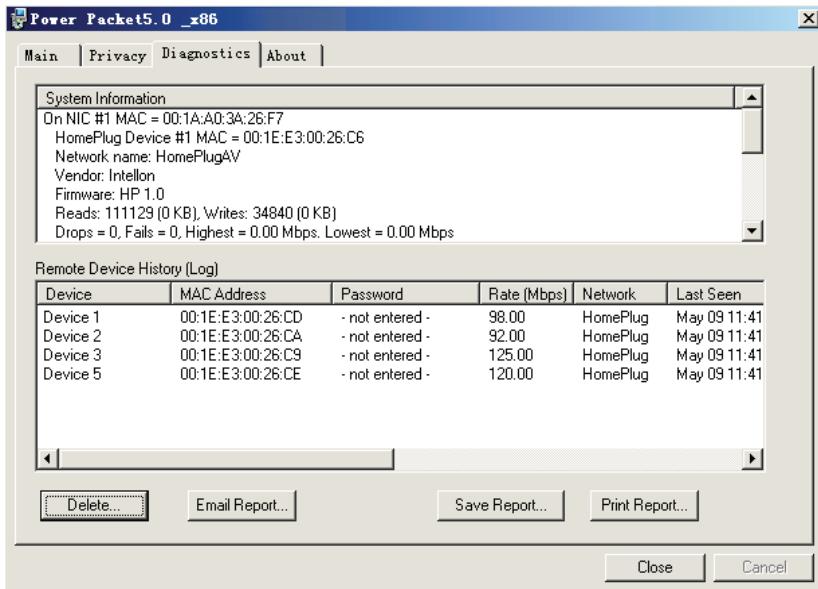 Power Packet5.0 _x86
Main Privacy Diagnostics About
System Information
On NIC #1 MAC = 00:1A:A0:3A:26:F7
HomePlug Device #1 MAC = 00:1E:E3:00:26:C6
Network name: HomePlugAV
Vendor: Intellon
Firmware: HP 1.0
Reads: 111129 (0 KB), Writes: 34840 (0 KB)
Drops = 0, Fails = 0, Highest = 0.00 Mbps. Lowest = 0.00 Mbps
Remote Device History (Log)
Device MAC Address Password Rate (Mbps) Network Last Seen
Device 1 00:1E:E3:00:26:CD - not entered - 98.00 HomePlug May 09 11:41
Device 2 00:1E:E3:00:26:CA - not entered - 92.00 HomePlug May 09 11:41
Device 3 00:1E:E3:00:26:C9 - not entered - 125.00 HomePlug May 09 11:41
Device 5 00:1E:E3:00:26:CE - not entered - 120.00 HomePlug May 09 11:41
Delete... Email Report... Save Report... Print Report...
Close Cancel